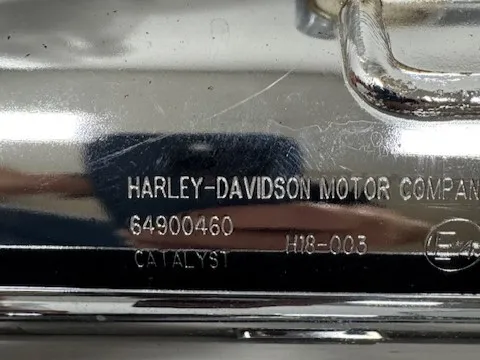 HARLEY-DAVIDSON MOTOR COMPAN
64900460 H18-003
CATALYST
E